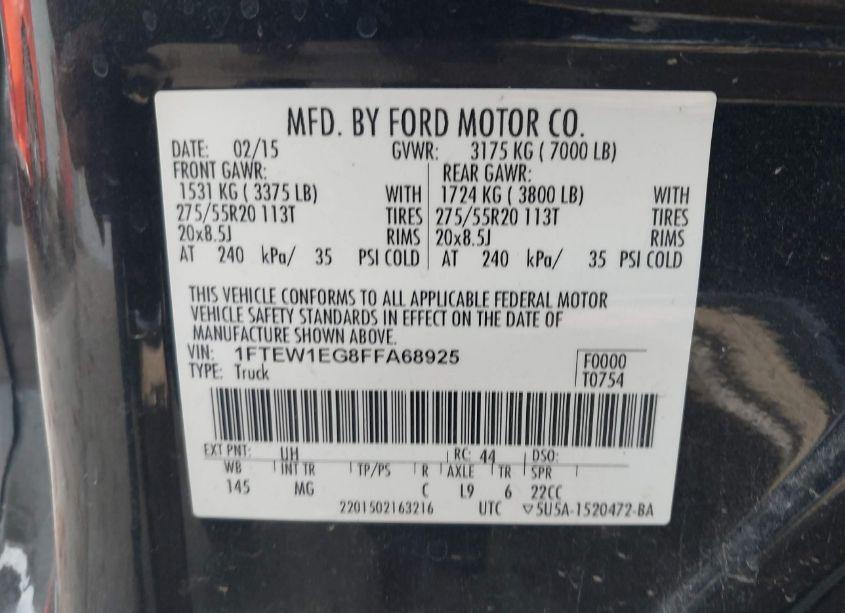 MFD. BY FORD MOTOR CO.
DATE: 02/15 GVWR: 3175 KG ( 7000 LB)
FRONT GAWR: REAR GAWR:
1531 KG ( 3375 LB) WITH 1724 KG ( 3800 LB) WITH
275/55R20 113T TIRES 275/55R20 113T TIRES
20x8.5J RIMS 20x8.5J RIMS
AT 240 kPa/ 35 PSI COLD AT 240 kPa/ 35 PSI COLD
THIS VEHICLE CONFORMS TO ALL APPLICABLE FEDERAL MOTOR
VEHICLE SAFETY STANDARDS IN EFFECT ON THE DATE OF
MANUFACTURE SHOWN ABOVE.
VIN: 1FTEW1EG8FFA68925 F0000
TYPE: Truck T0754
EXT PNT: UH RC: 44 DSO:
WB INT TR TP/PS R AXLE TR SPR
145 MG C L9 6 22CC
2201502163216 UTC ▽5U5A-1520472-BA